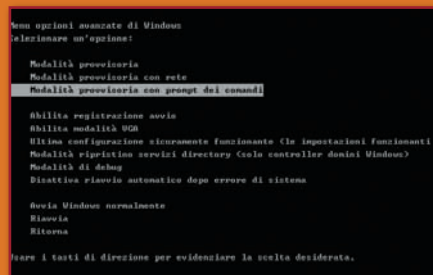 Menu opzioni avanzate di Windows
Selezionare un'opzione:
Modalità provvisoria
Modalità provvisoria con rete
Modalità provvisoria con prompt dei comandi
Abilita registrazione avvio
Abilita modalità VGA
Ultima configurazione sicuramente funzionante (le impostazioni funzionanti
Modalità ripristino servizi directory (solo controller domini Windows)
Modalità di debug
Disattiva riavvio automatico dopo errore di sistema
Avvia Windows normalmente
Riavvia
Ritorna
Usare i tasti di direzione per evidenziare la scelta desiderata.